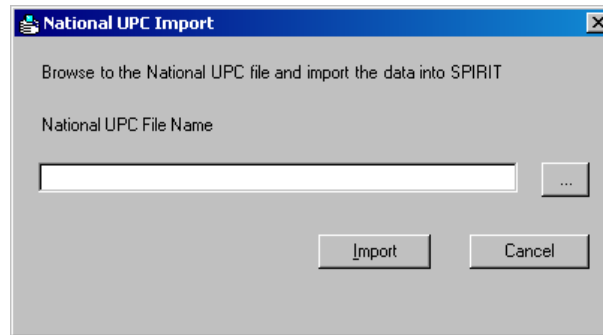 National UPC Import
Browse to the National UPC file and import the data into SPIRIT
National UPC File Name
...
Import Cancel